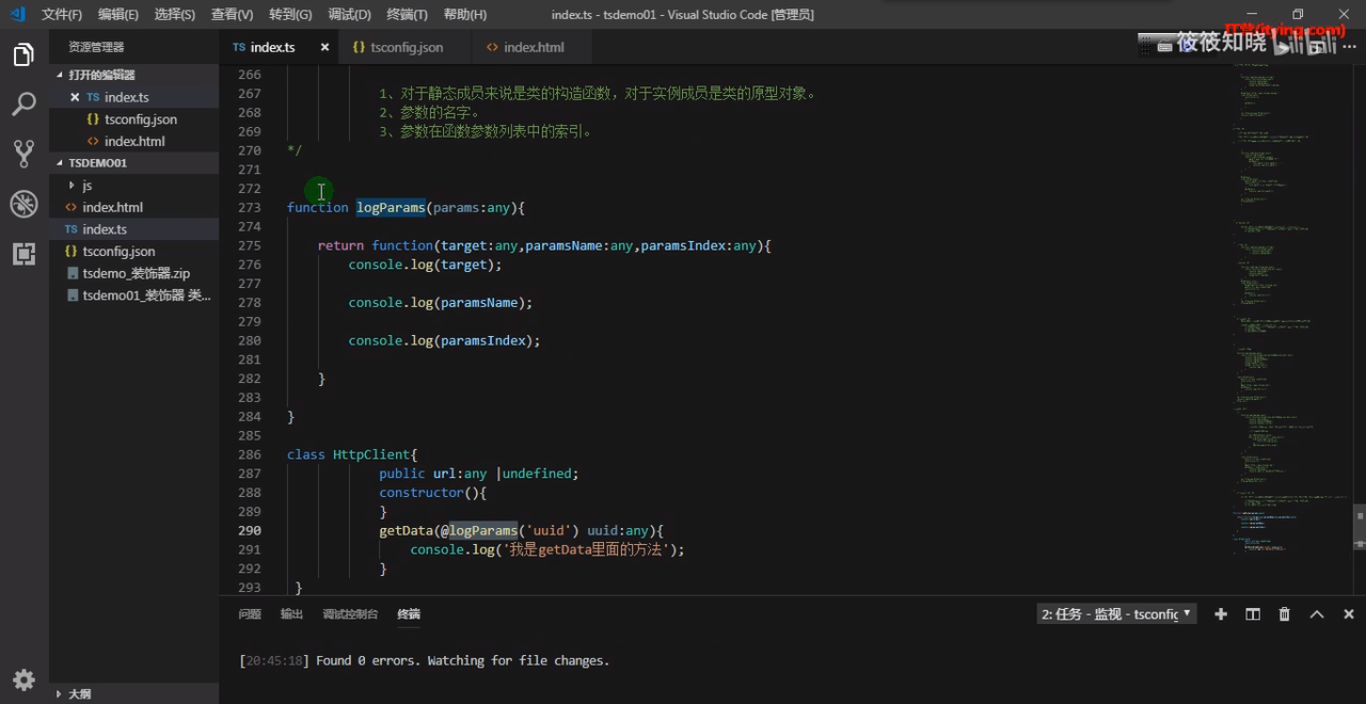 文件(F) 编辑(E) 选择(S) 查看(V) 转到(G) 调试(D) 终端(T) 帮助(H) index.ts - tsdemo01 - Visual Studio Code [管理员]
IT营(itying.com)
筱筱知晓 bilibili
资源管理器
TS index.ts × {} tsconfig.json <> index.html
打开的编辑器
× TS index.ts
{} tsconfig.json
<> index.html
TSDEMO01
js
<> index.html
TS index.ts
{} tsconfig.json
tsdemo_装饰器.zip
tsdemo01_装饰器 类...
大纲
266
267 1、对于静态成员来说是类的构造函数，对于实例成员是类的原型对象。
268 2、参数的名字。
269 3、参数在函数参数列表中的索引。
270 */
271
272
273 function logParams(params:any){
274
275 return function(target:any,paramsName:any,paramsIndex:any){
276 console.log(target);
277
278 console.log(paramsName);
279
280 console.log(paramsIndex);
281
282 }
283
284 }
285
286 class HttpClient{
287 public url:any |undefined;
288 constructor(){
289 }
290 getData(@logParams('uuid') uuid:any){
291 console.log('我是getData里面的方法');
292 }
293 }
问题 输出 调试控制台 终端 2: 任务 - 监视 - tsconfig
[20:45:18] Found 0 errors. Watching for file changes.